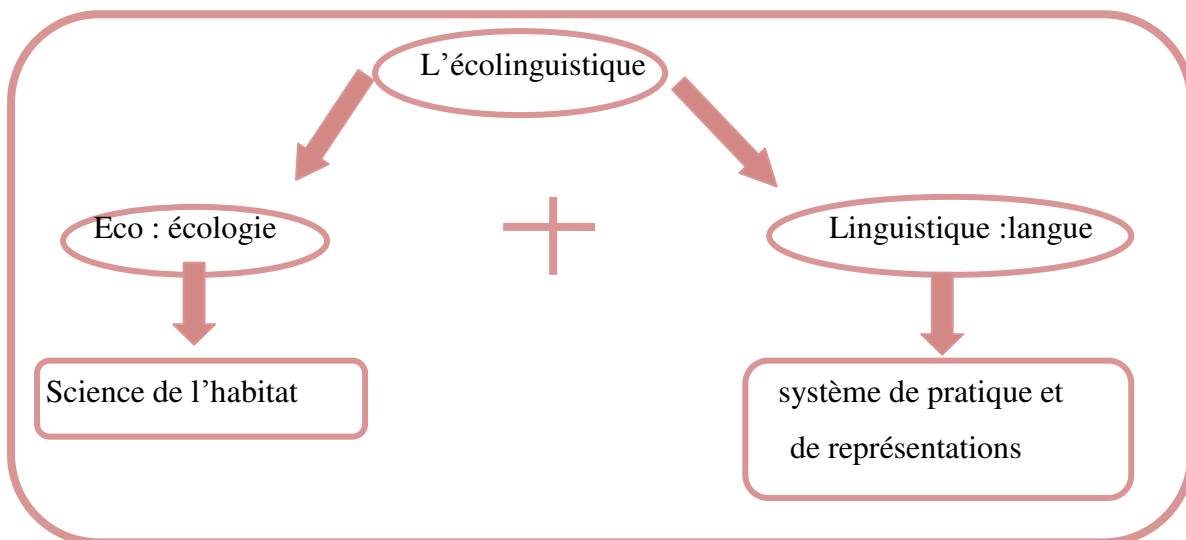 L’écolinguistique
Eco : écologie
Linguistique :langue
Science de l’habitat
système de pratique et
de représentations